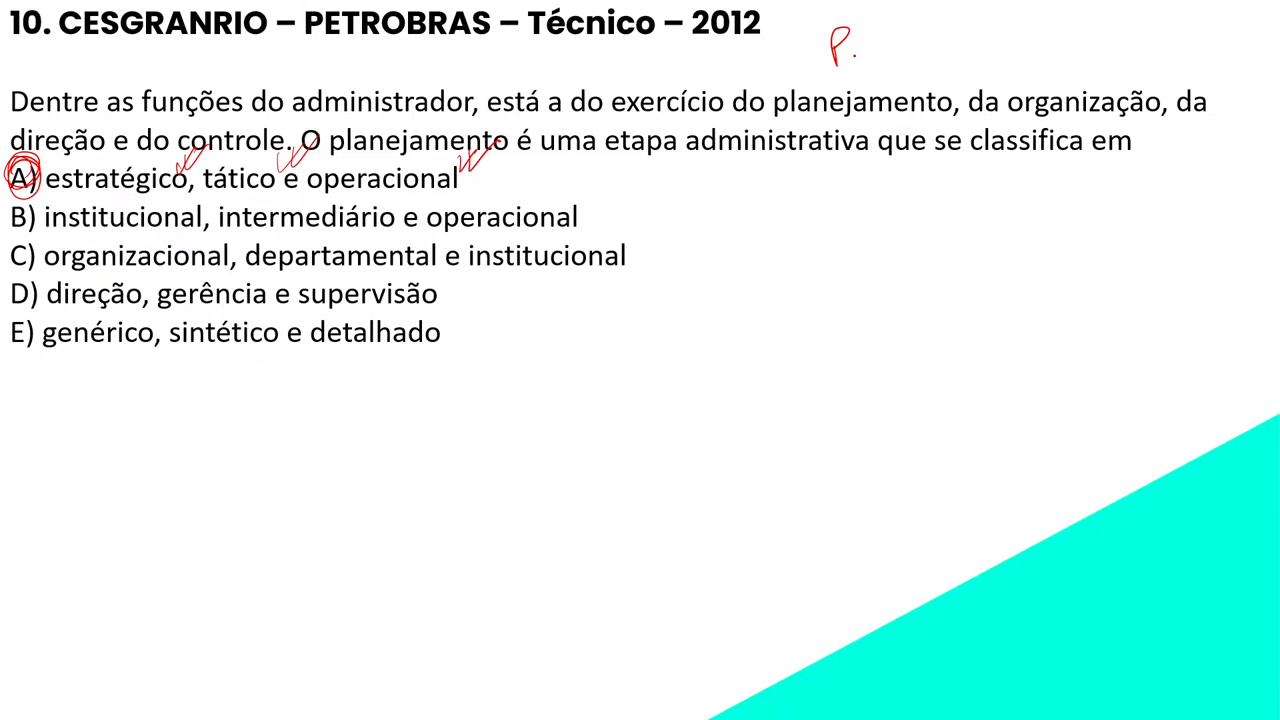 10. CESGRANRIO – PETROBRAS – Técnico – 2012
P.
Dentre as funções do administrador, está a do exercício do planejamento, da organização, da
direção e do controle. O planejamento é uma etapa administrativa que se classifica em
A) estratégico, tático e operacional
B) institucional, intermediário e operacional
C) organizacional, departamental e institucional
D) direção, gerência e supervisão
E) genérico, sintético e detalhado